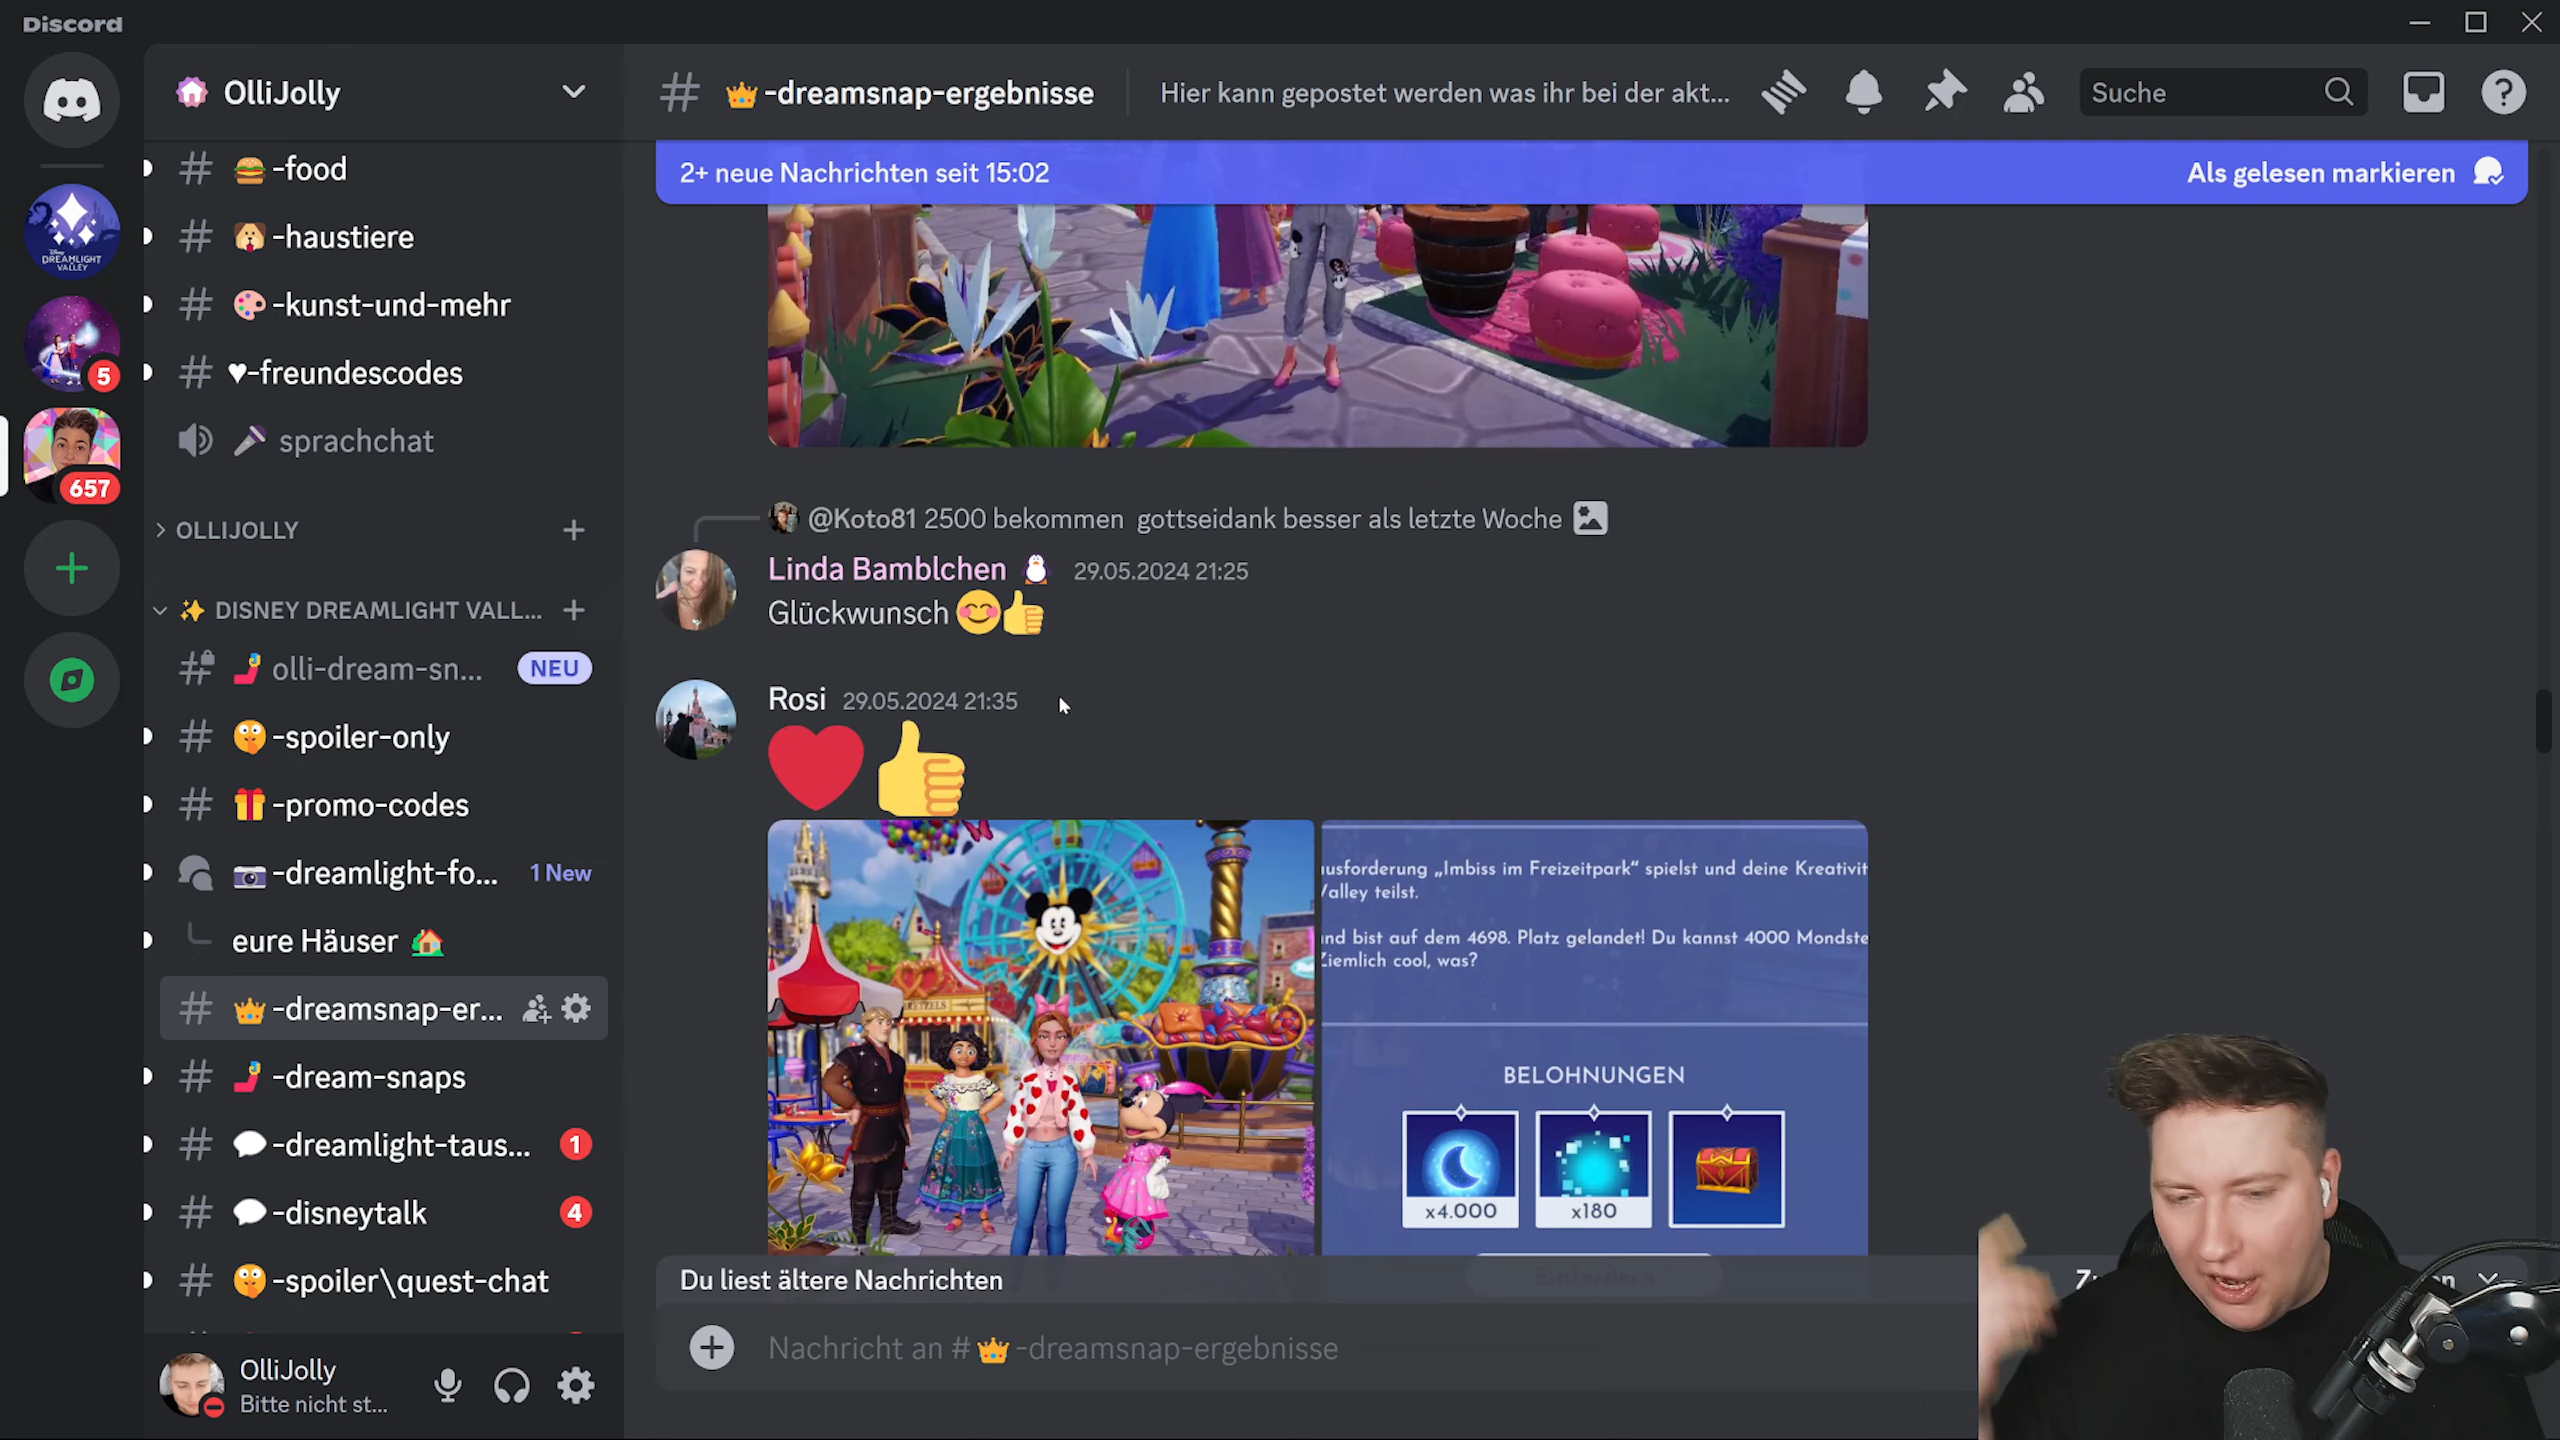 Discord
OlliJolly
-dreamsnap-ergebnisse
Hier kann gepostet werden was ihr bei der akt...
Suche
2+ neue Nachrichten seit 15:02
Als gelesen markieren
-food
-haustiere
-kunst-und-mehr
♥-freundescodes
sprachchat
OLLIJOLLY
DISNEY DREAMLIGHT VALL...
olli-dream-sn...
NEU
-spoiler-only
-promo-codes
-dreamlight-fo...
1 New
eure Häuser
-dreamsnap-er...
-dream-snaps
-dreamlight-taus...
1
-disneytalk
4
-spoiler\quest-chat
DREAMLIGHT
VALLEY
5
657
OlliJolly
Bitte nicht st...
@Koto81 2500 bekommen gottseidank besser als letzte Woche
Linda Bamblchen
29.05.2024 21:25
Glückwunsch
Rosi
29.05.2024 21:35
usforderung „Imbiss im Freizeitpark“ spielst und deine Kreativit
Valley teilst.
nd bist auf dem 4698. Platz gelandet! Du kannst 4000 Mondste
Ziemlich cool, was?
BELOHNUNGEN
x4.000
x180
Du liest ältere Nachrichten
Nachricht an #
-dreamsnap-ergebnisse